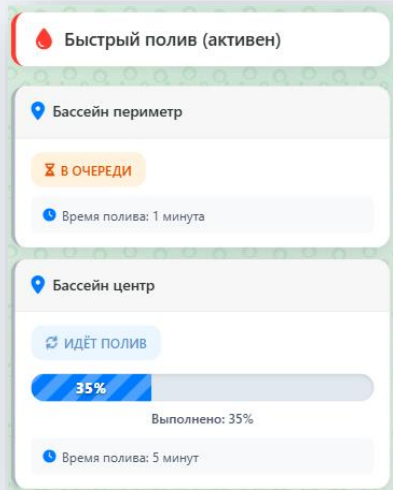 Быстрый полив (активен)
Бассейн периметр
В ОЧЕРЕДИ
Время полива: 1 минута
Бассейн центр
ИДЁТ ПОЛИВ
35%
Выполнено: 35%
Время полива: 5 минут